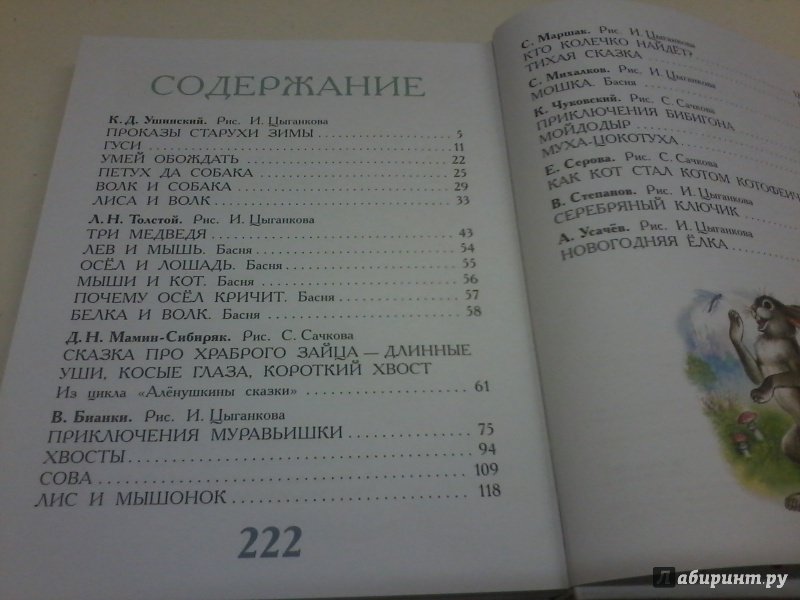 СОДЕРЖАНИЕ
К. Д. Ушинский. Рис. И. Цыганкова
ПРОКАЗЫ СТАРУХИ ЗИМЫ 5
ГУСИ 11
УМЕЙ ОБОЖДАТЬ 22
ПЕТУХ ДА СОБАКА 25
ВОЛК И СОБАКА 29
ЛИСА И ВОЛК 33
Л. Н. Толстой. Рис. И. Цыганкова
ТРИ МЕДВЕДЯ 43
ЛЕВ И МЫШЬ. Басня 54
ОСЁЛ И ЛОШАДЬ. Басня 55
МЫШИ И КОТ. Басня 56
ПОЧЕМУ ОСЁЛ КРИЧИТ. Басня 57
БЕЛКА И ВОЛК. Басня 58
Д. Н. Мамин-Сибиряк. Рис. С. Сачкова
СКАЗКА ПРО ХРАБРОГО ЗАЙЦА — ДЛИННЫЕ
УШИ, КОСЫЕ ГЛАЗА, КОРОТКИЙ ХВОСТ
Из цикла «Алёнушкины сказки» 61
В. Бианки. Рис. И. Цыганкова
ПРИКЛЮЧЕНИЯ МУРАВЬИШКИ 75
ХВОСТЫ 94
СОВА 109
ЛИС И МЫШОНОК 118
222
С. Маршак. Рис. И. Цыганкова
КТО КОЛЕЧКО НАЙДЕТ?
ТИХАЯ СКАЗКА
С. Михалков. Рис. И. Цыганкова
МОШКА. Басня
К. Чуковский. Рис. С. Сачкова
ПРИКЛЮЧЕНИЯ БИБИГОНА
МОЙДОДЫР
МУХА-ЦОКОТУХА
Е. Серова. Рис. С. Сачкова
КАК КОТ СТАЛ КОТОМ
В. Степанов. Рис. И. Цыганкова
СЕРЕБРЯНЫЙ КЛЮЧИК
А. Усачёв. Рис. И. Цыганкова
НОВОГОДНЯЯ ЁЛКА
Лабиринт.ру